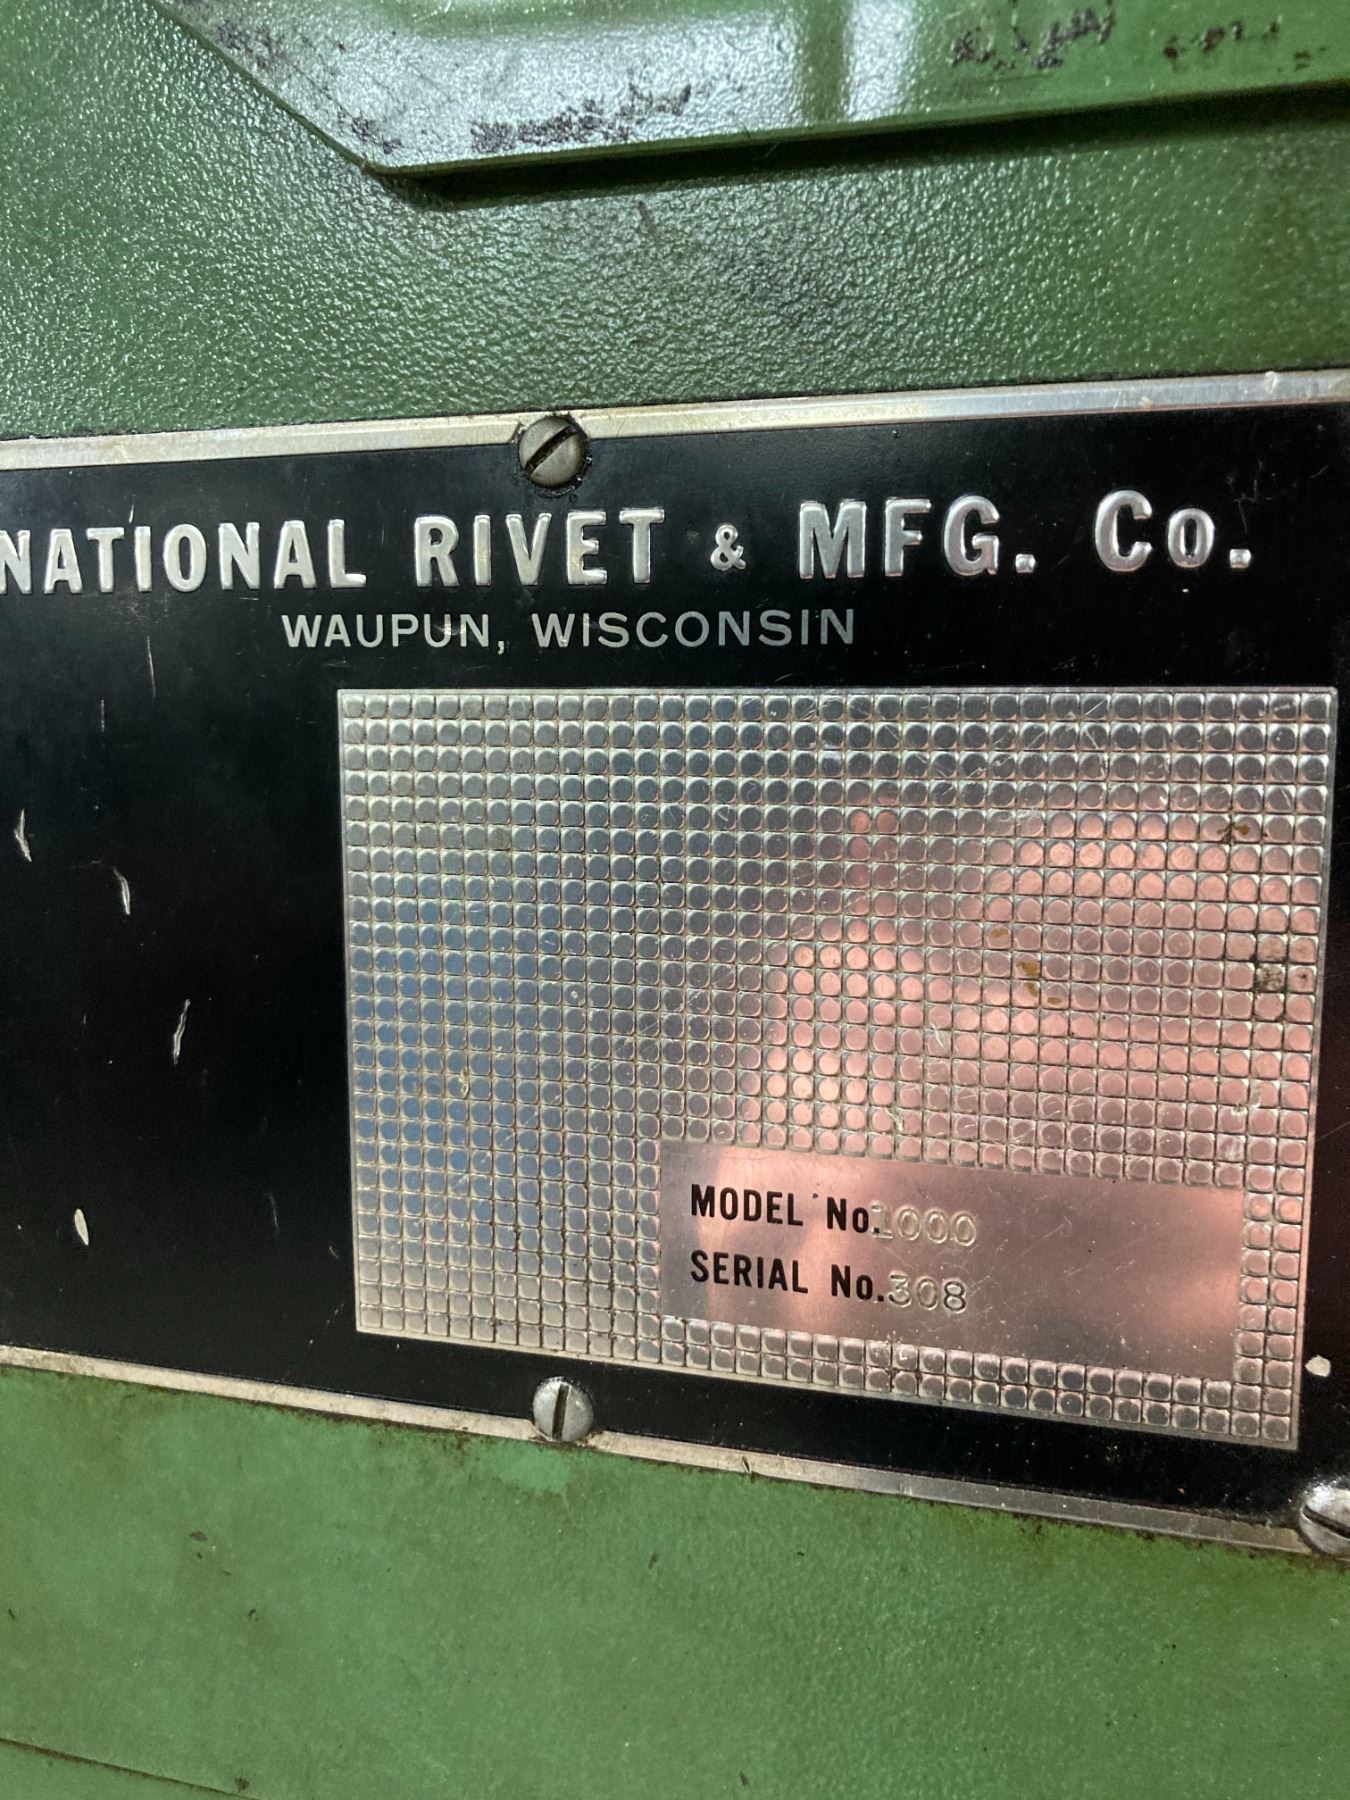 NATIONAL RIVET & MFG. Co.
WAUPUN, WISCONSIN
MODEL No. 1000
SERIAL No. 308